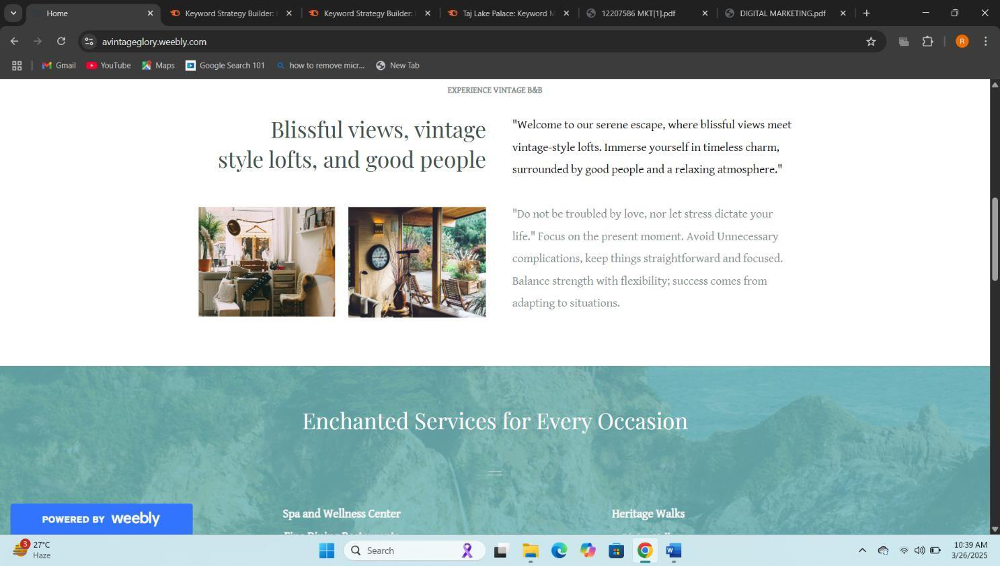 Home
Keyword Strategy Builder:
Keyword Strategy Builder:
Taj Lake Palace: Keyword M
12207586 MKT[1].pdf
DIGITAL MARKETING.pdf
avintageglory.weebly.com
R
Gmail
YouTube
Maps
Google Search 101
how to remove micr...
New Tab
EXPERIENCE VINTAGE B&B
Blissful views, vintage
style lofts, and good people
"Welcome to our serene escape, where blissful views meet
vintage-style lofts. Immerse yourself in timeless charm,
surrounded by good people and a relaxing atmosphere."
"Do not be troubled by love, nor let stress dictate your
life." Focus on the present moment. Avoid Unnecessary
complications, keep things straightforward and focused.
Balance strength with flexibility; success comes from
adapting to situations.
Enchanted Services for Every Occasion
Spa and Wellness Center
Heritage Walks
Fine Dining Restaurants
POWERED BY weebly
3
27°C
Haze
Search
10:39 AM
3/26/2025